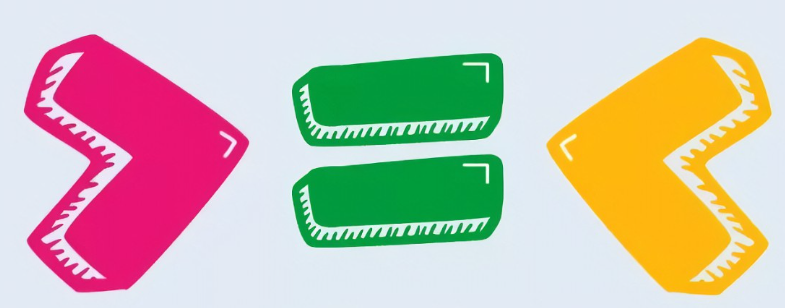 > = <